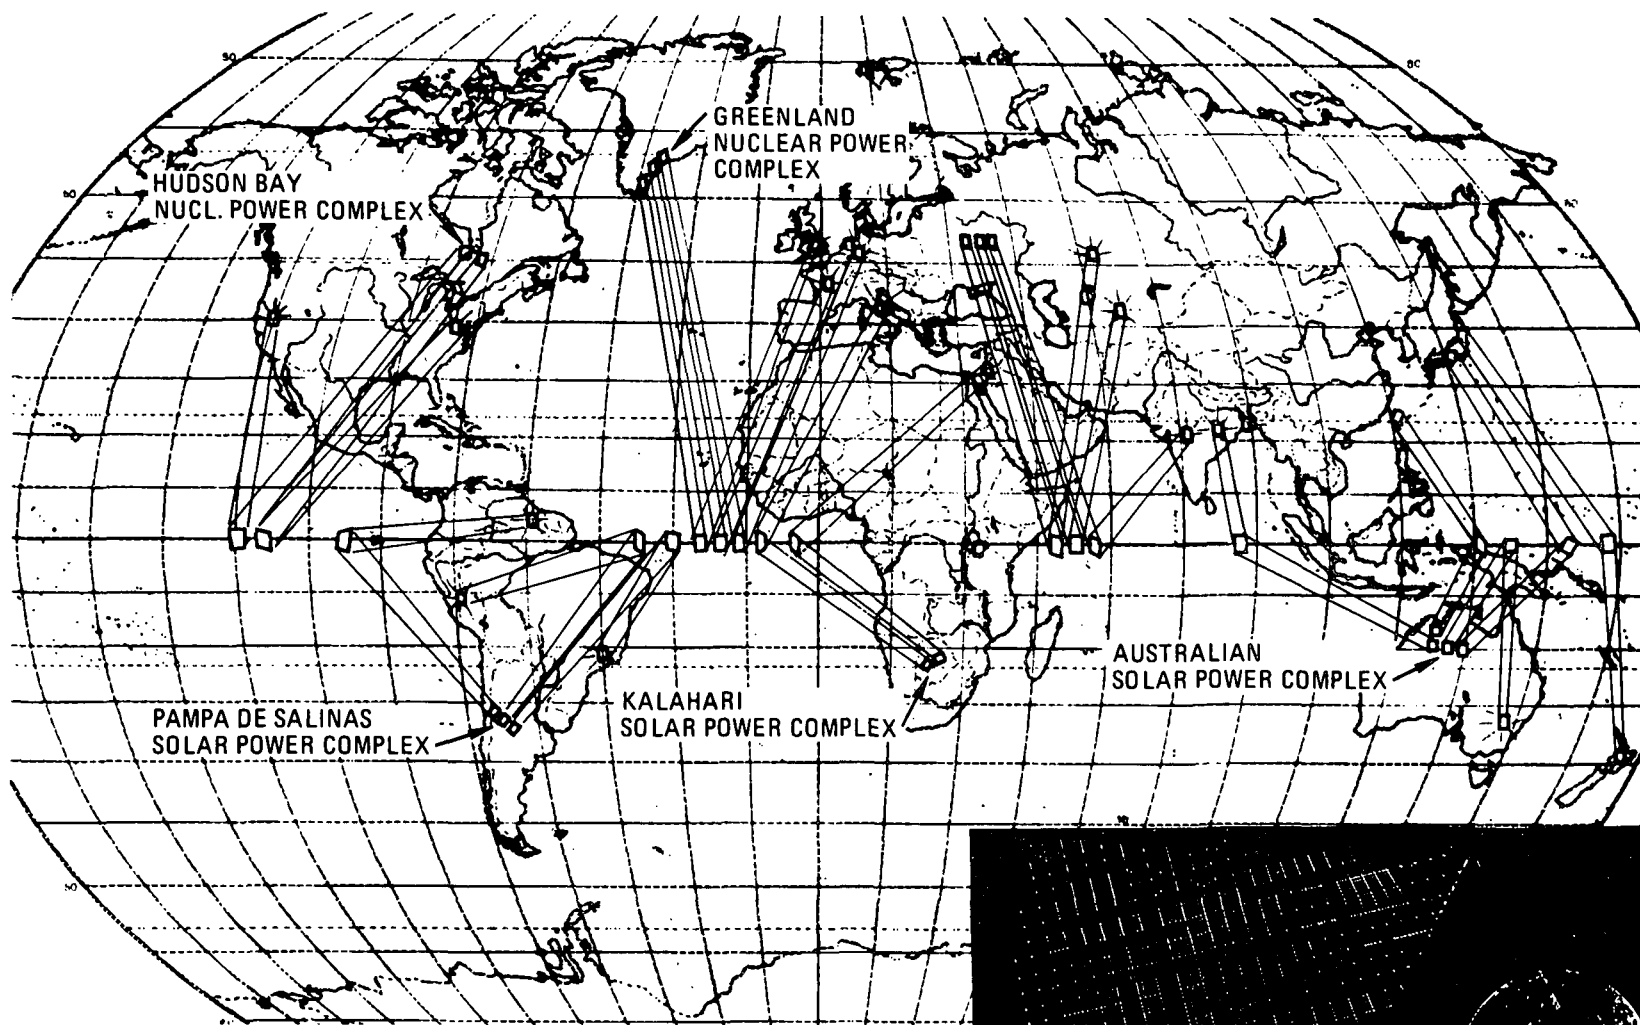 GREENLAND
NUCLEAR POWER
COMPLEX
HUDSON BAY
NUCL. POWER COMPLEX
AUSTRALIAN
SOLAR POWER COMPLEX
KALAHARI
SOLAR POWER COMPLEX
PAMPA DE SALINAS
SOLAR POWER COMPLEX